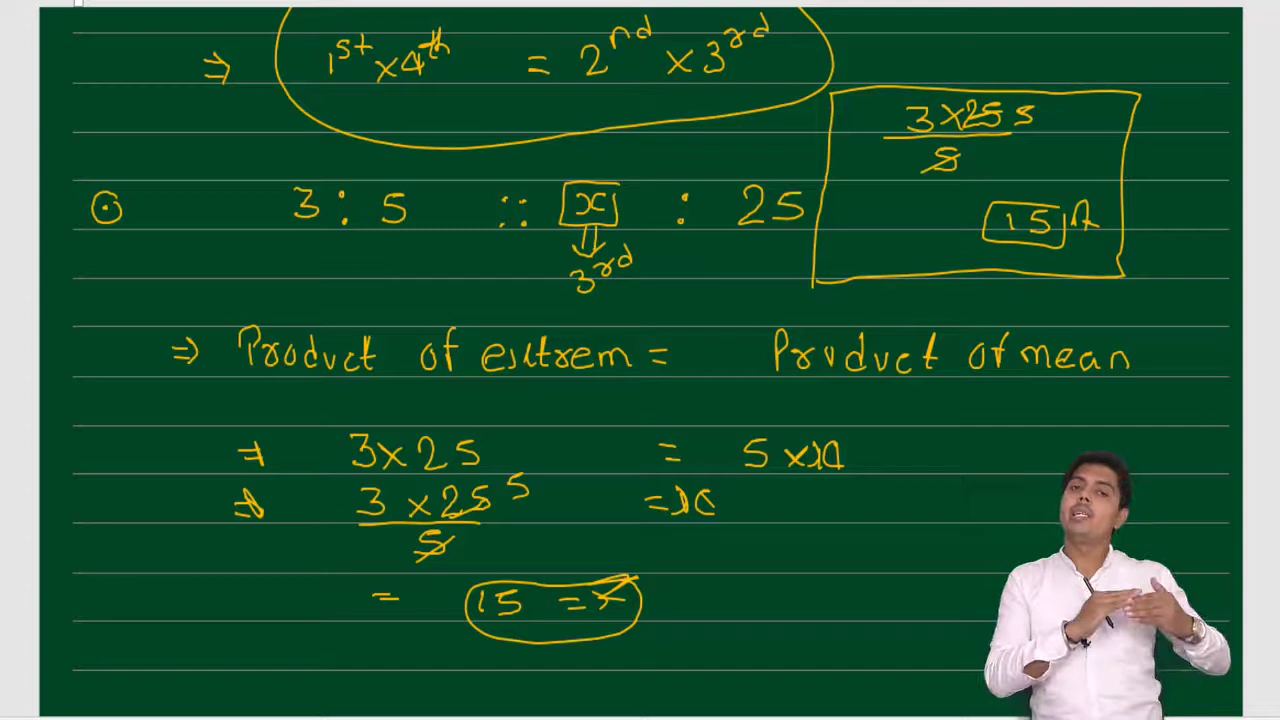 ⇒ 1st × 4th = 2nd × 3rd
3 × 25 5
5
15 A
⊙ 3 : 5 :: x : 25
3rd
⇒ Product of extrem = Product of mean
⇒ 3 × 25 = 5 × x
⇒ 3 × 25 5 = x
5
= 15 = x